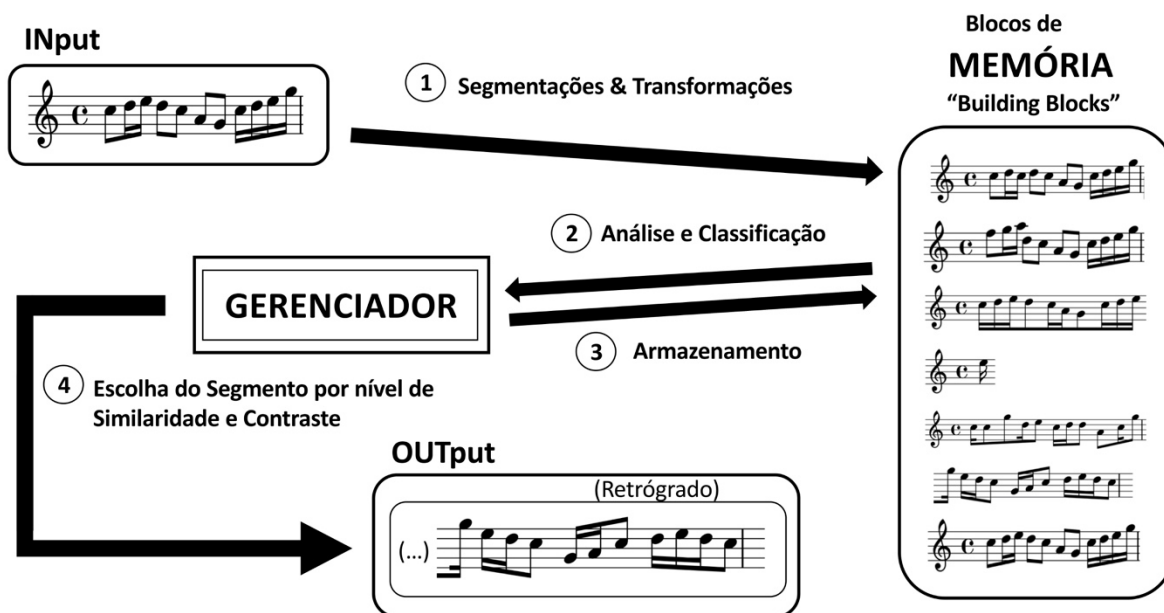 INput
1 Segmentações & Transformações
Blocos de
MEMÓRIA
“Building Blocks”
2 Análise e Classificação
GERENCIADOR
3 Armazenamento
4 Escolha do Segmento por nível de
Similaridade e Contraste
OUTput
(Retrógrado)
(...)